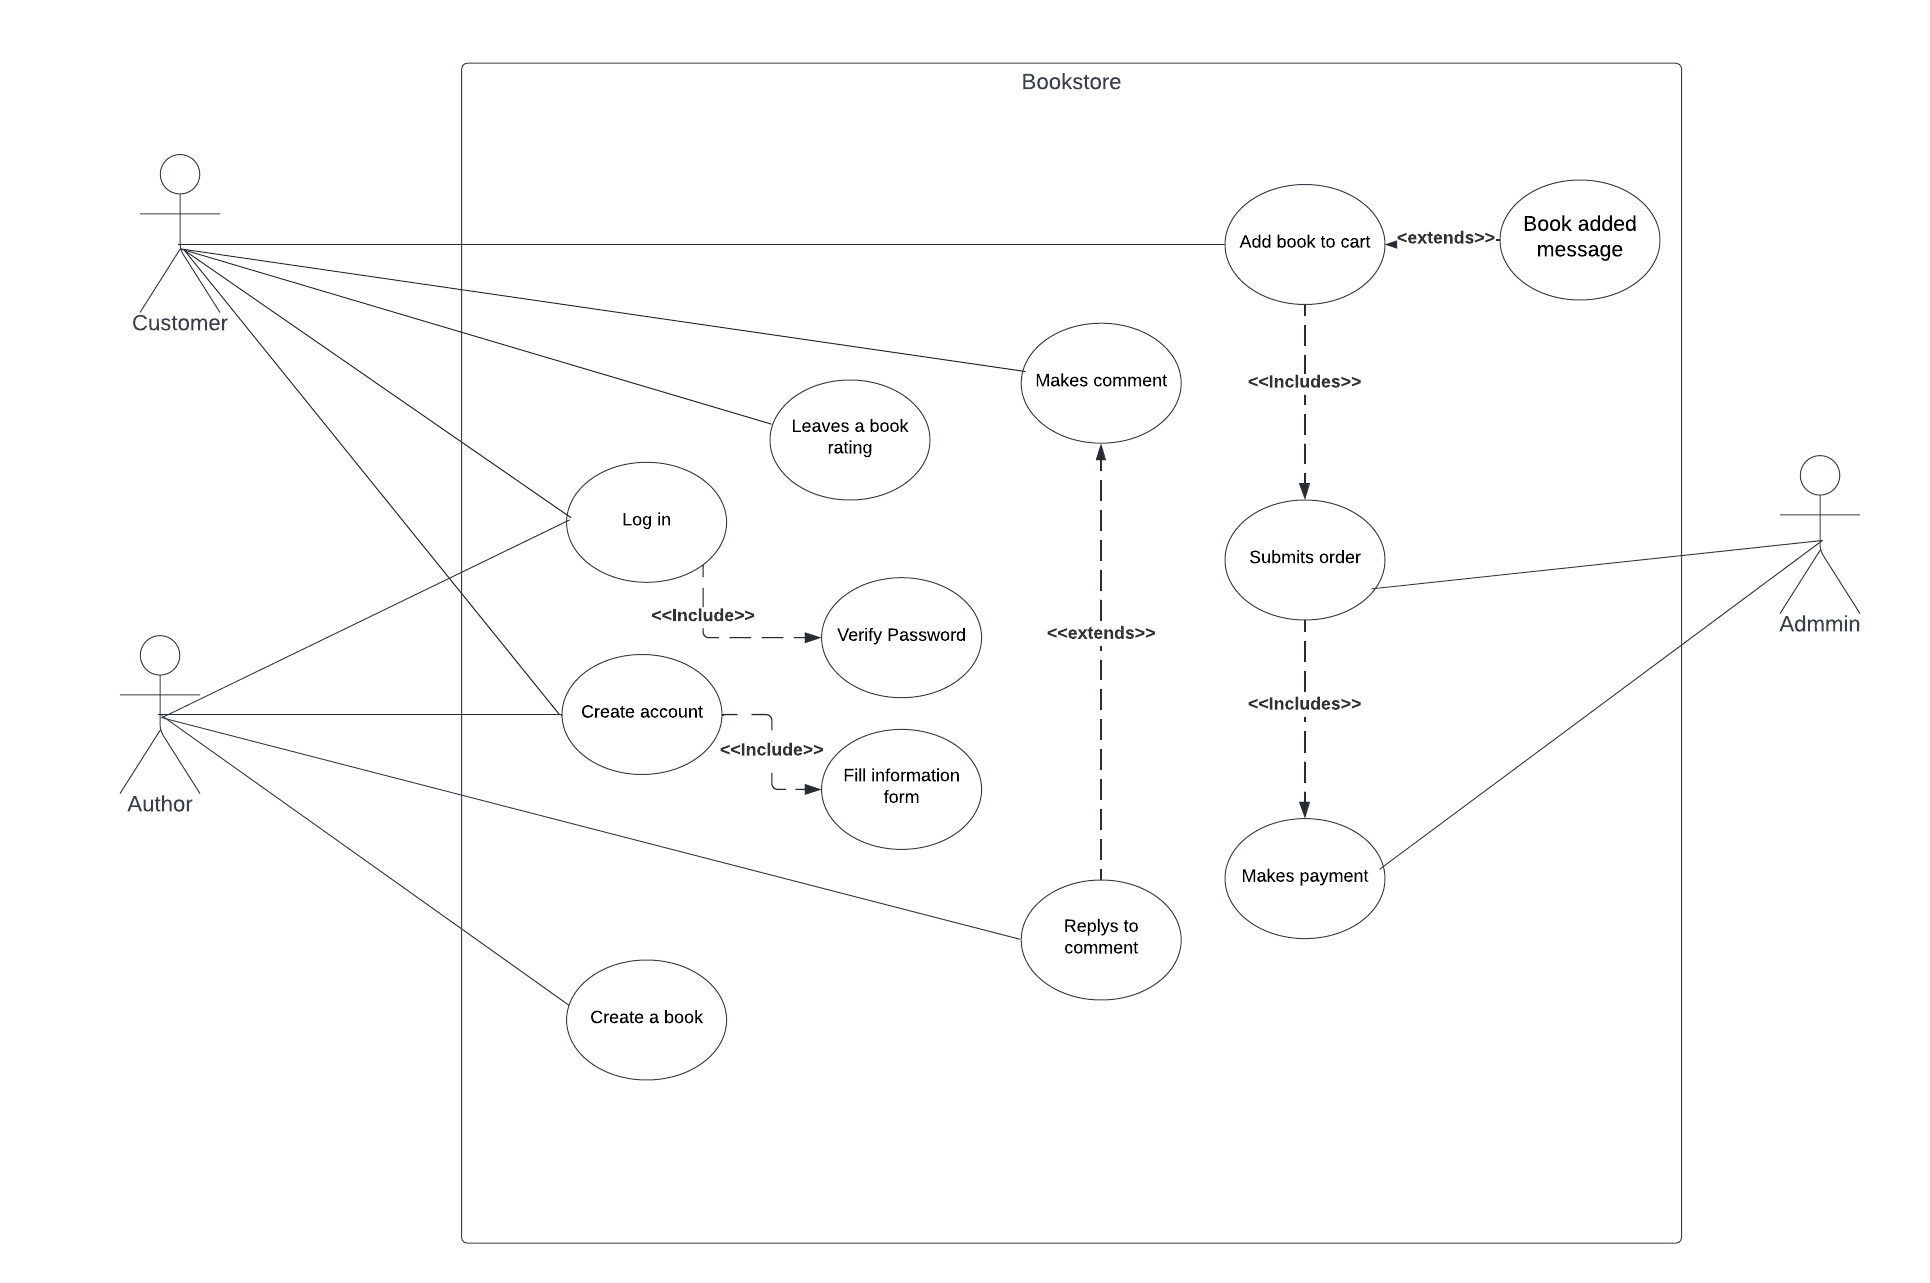 Bookstore
Customer
Add book to cart
<extends>>
Book added
message
Makes comment
<<Includes>>
Leaves a book
rating
Log in
Submits order
Admmin
<<Include>>
Verify Password
<<extends>>
Author
Create account
<<Include>>
Fill information
form
<<Includes>>
Makes payment
Replys to
comment
Create a book